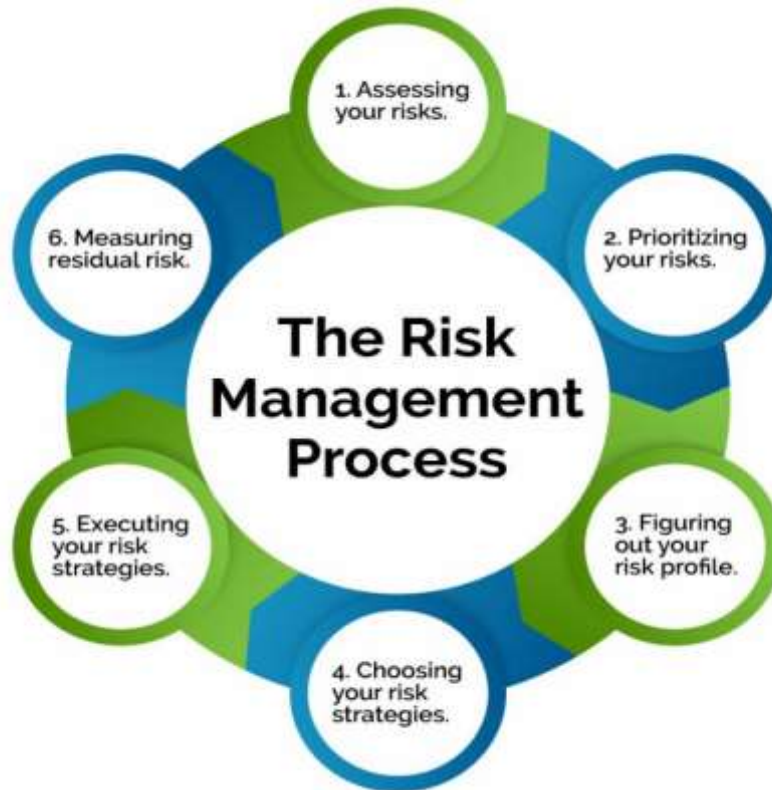 1. Assessing
your risks.
2. Prioritizing
your risks.
3. Figuring
out your
risk profile.
4. Choosing
your risk
strategies.
5. Executing
your risk
strategies.
6. Measuring
residual risk.
The Risk
Management
Process